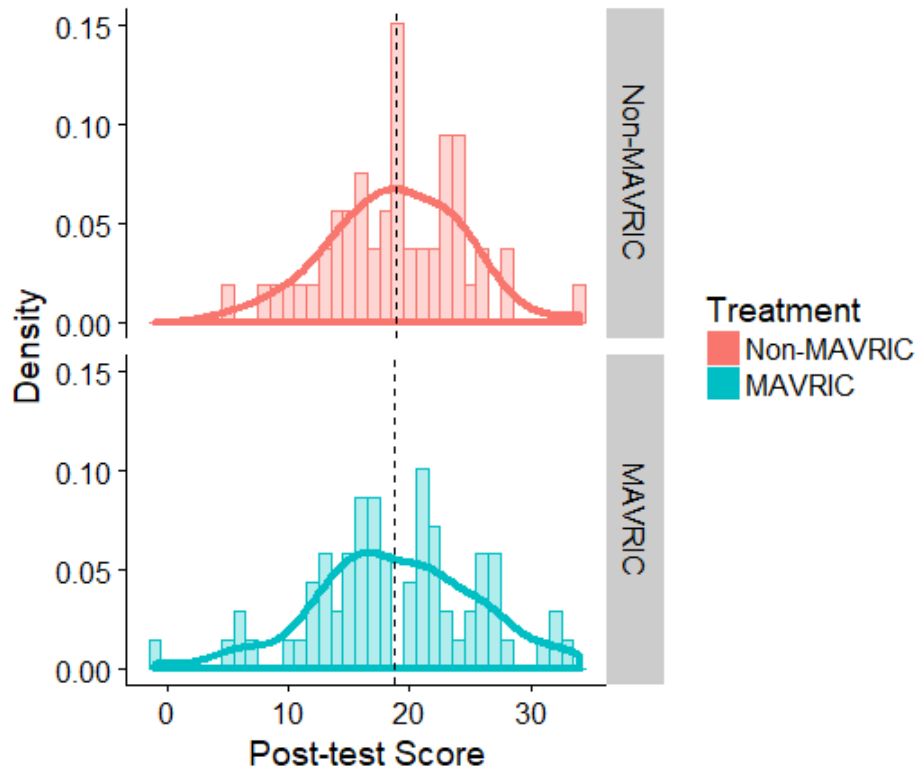 0.15
0.10
0.05
0.00
Non-MAVRIC
0.15
0.10
0.05
0.00
MAVRIC
Density
0 10 20 30
Post-test Score
Treatment
Non-MAVRIC
MAVRIC